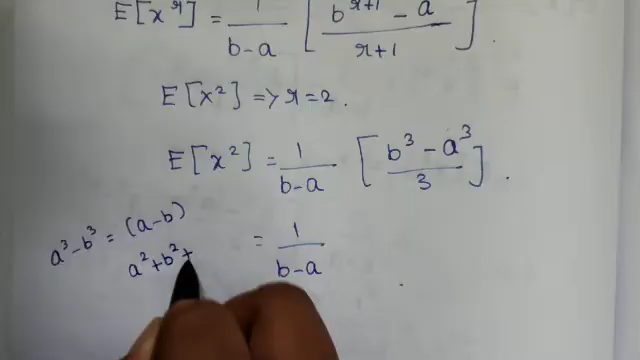 E[x^r] = 1/(b-a) [ (b^(r+1) - a)/(r+1) ].
E[x^2] => r=2.
E[x^2] = 1/(b-a) [ (b^3 - a^3)/3 ].
a^3-b^3 = (a-b)
a^2+b^2+
= 1/(b-a)